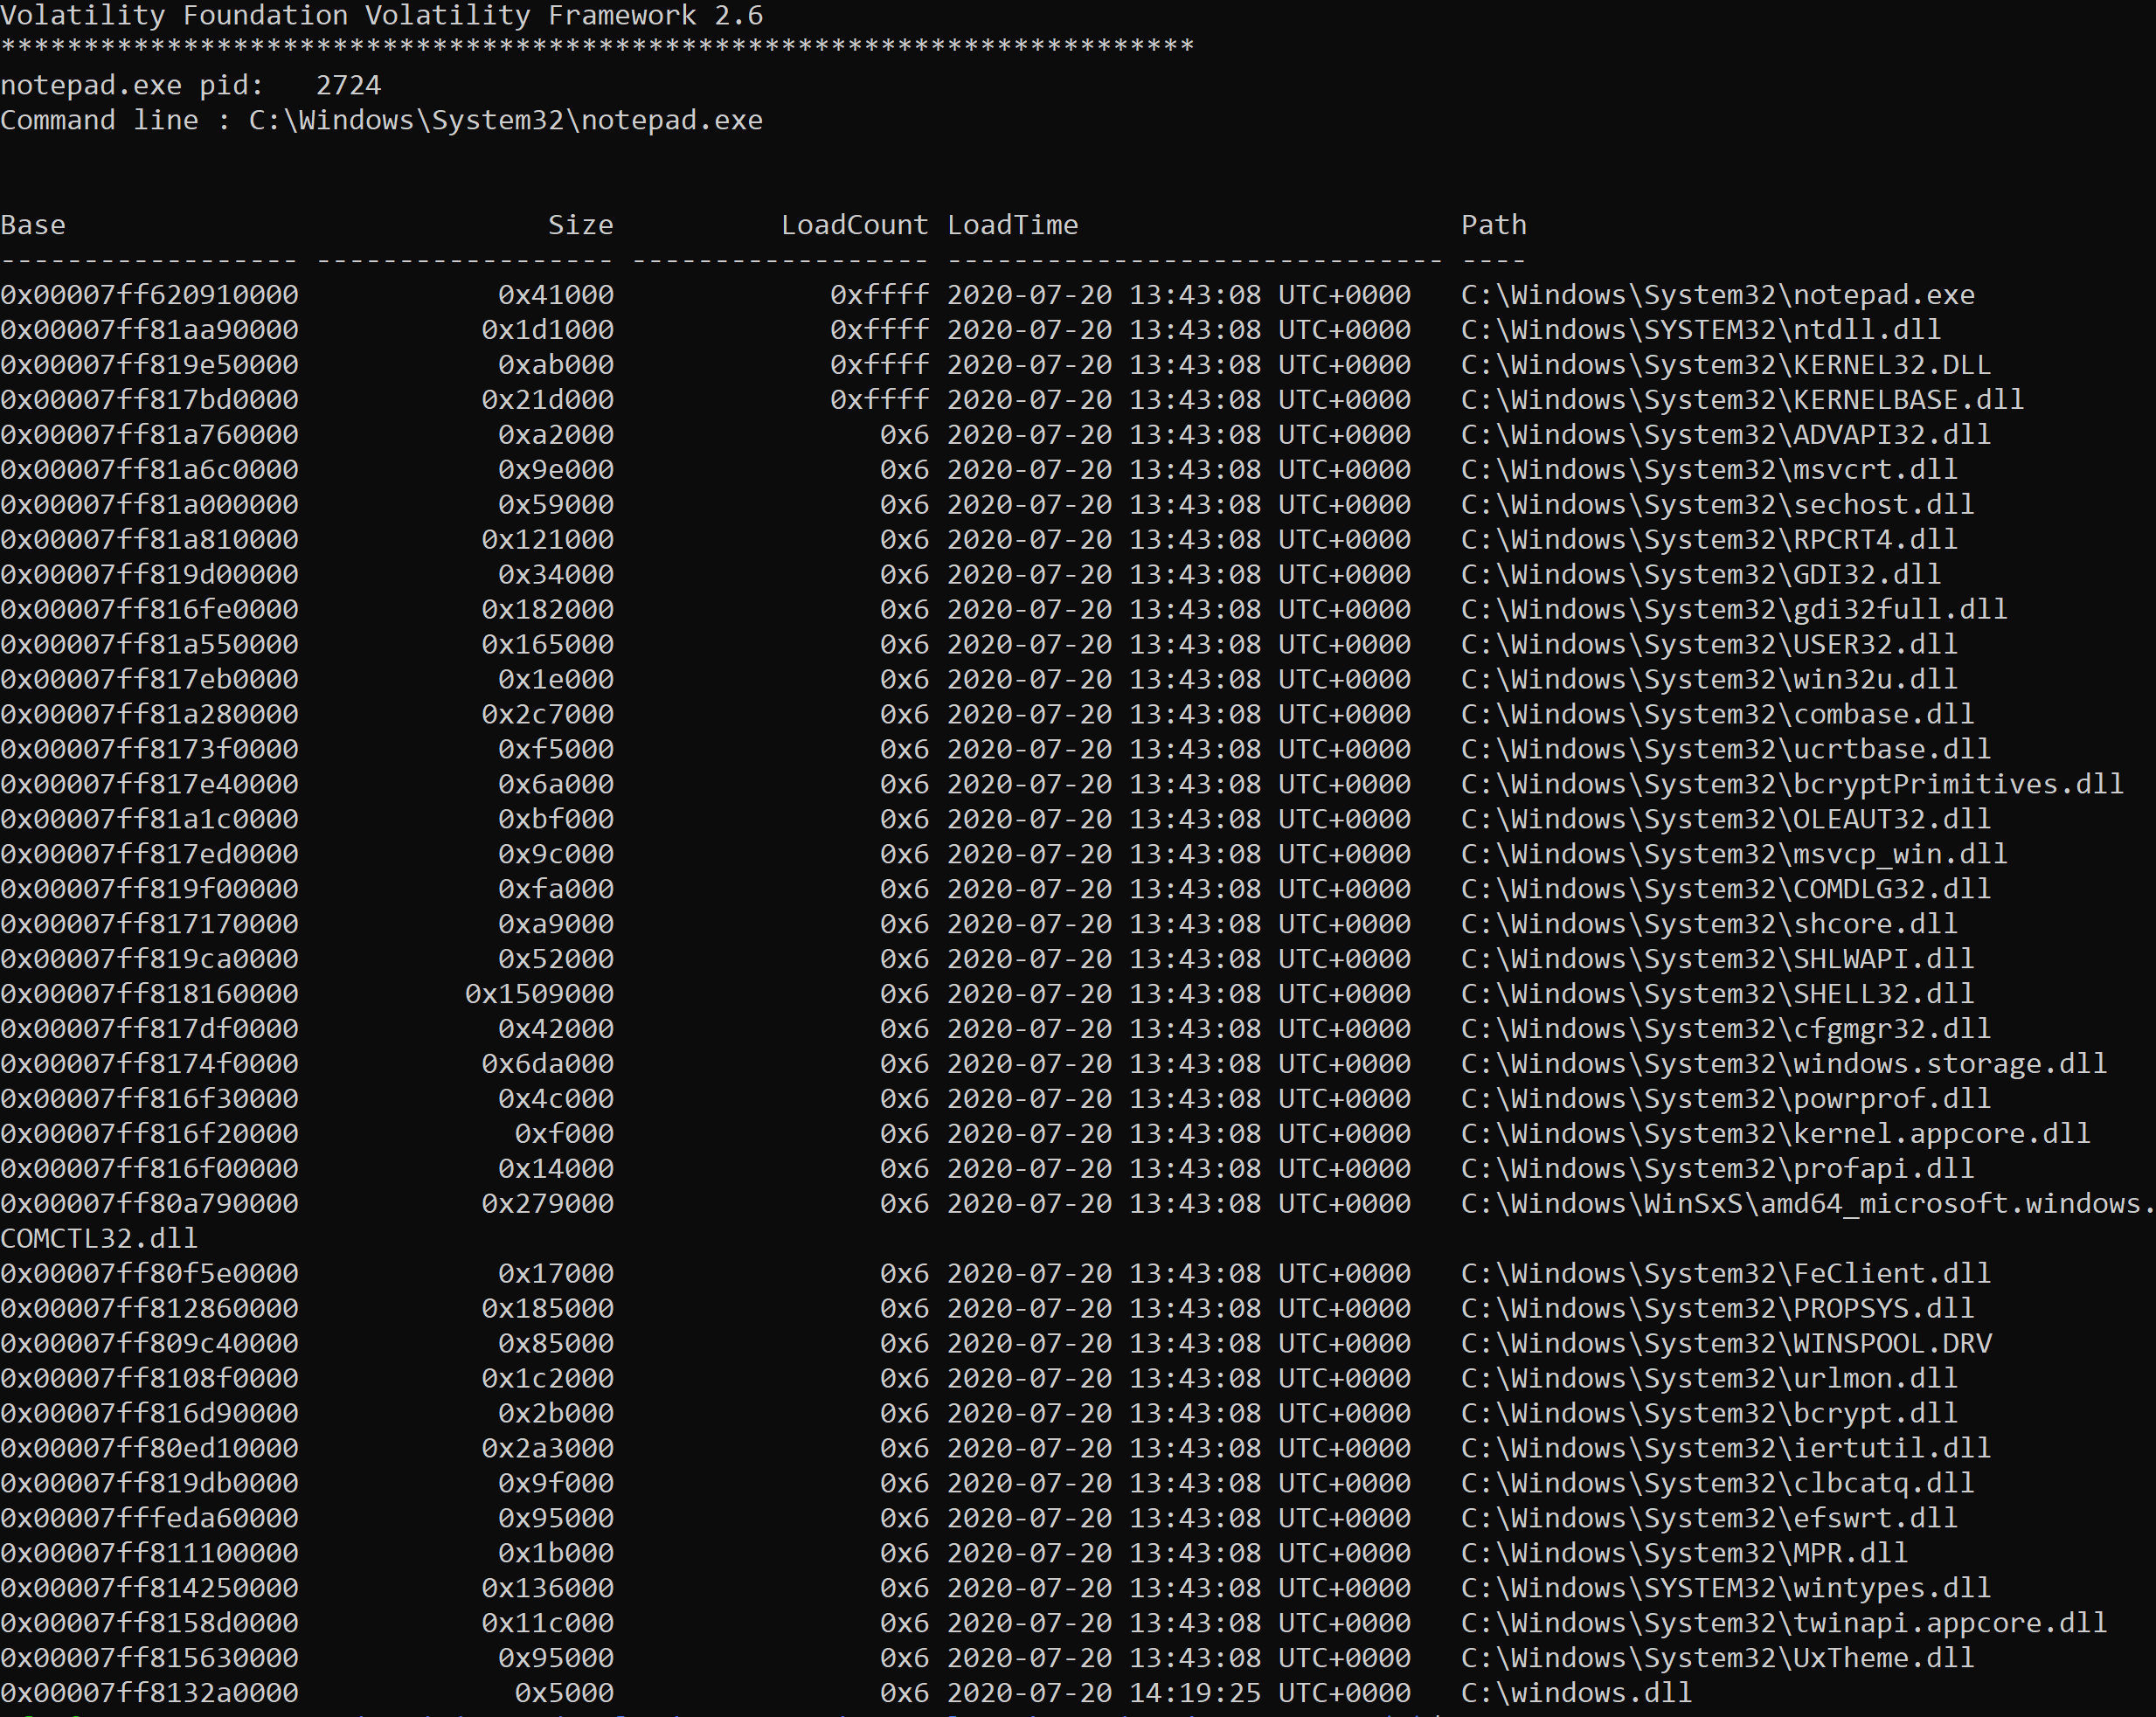 Volatility Foundation Volatility Framework 2.6
************************************************************************
notepad.exe pid:   2724
Command line : C:\Windows\System32\notepad.exe
Base                             Size          LoadCount LoadTime                       Path
------------------ ------------------ ------------------ ------------------------------ ----
0x00007ff620910000            0x41000             0xffff 2020-07-20 13:43:08 UTC+0000   C:\Windows\System32\notepad.exe
0x00007ff81aa90000           0x1d1000             0xffff 2020-07-20 13:43:08 UTC+0000   C:\Windows\SYSTEM32\ntdll.dll
0x00007ff819e50000            0xab000             0xffff 2020-07-20 13:43:08 UTC+0000   C:\Windows\System32\KERNEL32.DLL
0x00007ff817bd0000           0x21d000             0xffff 2020-07-20 13:43:08 UTC+0000   C:\Windows\System32\KERNELBASE.dll
0x00007ff81a760000            0xa2000                0x6 2020-07-20 13:43:08 UTC+0000   C:\Windows\System32\ADVAPI32.dll
0x00007ff81a6c0000            0x9e000                0x6 2020-07-20 13:43:08 UTC+0000   C:\Windows\System32\msvcrt.dll
0x00007ff81a000000            0x59000                0x6 2020-07-20 13:43:08 UTC+0000   C:\Windows\System32\sechost.dll
0x00007ff81a810000           0x121000                0x6 2020-07-20 13:43:08 UTC+0000   C:\Windows\System32\RPCRT4.dll
0x00007ff819d00000            0x34000                0x6 2020-07-20 13:43:08 UTC+0000   C:\Windows\System32\GDI32.dll
0x00007ff816fe0000           0x182000                0x6 2020-07-20 13:43:08 UTC+0000   C:\Windows\System32\gdi32full.dll
0x00007ff81a550000           0x165000                0x6 2020-07-20 13:43:08 UTC+0000   C:\Windows\System32\USER32.dll
0x00007ff817eb0000            0x1e000                0x6 2020-07-20 13:43:08 UTC+0000   C:\Windows\System32\win32u.dll
0x00007ff81a280000           0x2c7000                0x6 2020-07-20 13:43:08 UTC+0000   C:\Windows\System32\combase.dll
0x00007ff8173f0000            0xf5000                0x6 2020-07-20 13:43:08 UTC+0000   C:\Windows\System32\ucrtbase.dll
0x00007ff817e40000            0x6a000                0x6 2020-07-20 13:43:08 UTC+0000   C:\Windows\System32\bcryptPrimitives.dll
0x00007ff81a1c0000            0xbf000                0x6 2020-07-20 13:43:08 UTC+0000   C:\Windows\System32\OLEAUT32.dll
0x00007ff817ed0000            0x9c000                0x6 2020-07-20 13:43:08 UTC+0000   C:\Windows\System32\msvcp_win.dll
0x00007ff819f00000            0xfa000                0x6 2020-07-20 13:43:08 UTC+0000   C:\Windows\System32\COMDLG32.dll
0x00007ff817170000            0xa9000                0x6 2020-07-20 13:43:08 UTC+0000   C:\Windows\System32\shcore.dll
0x00007ff819ca0000            0x52000                0x6 2020-07-20 13:43:08 UTC+0000   C:\Windows\System32\SHLWAPI.dll
0x00007ff818160000          0x1509000                0x6 2020-07-20 13:43:08 UTC+0000   C:\Windows\System32\SHELL32.dll
0x00007ff817df0000            0x42000                0x6 2020-07-20 13:43:08 UTC+0000   C:\Windows\System32\cfgmgr32.dll
0x00007ff8174f0000           0x6da000                0x6 2020-07-20 13:43:08 UTC+0000   C:\Windows\System32\windows.storage.dll
0x00007ff816f30000            0x4c000                0x6 2020-07-20 13:43:08 UTC+0000   C:\Windows\System32\powrprof.dll
0x00007ff816f20000             0xf000                0x6 2020-07-20 13:43:08 UTC+0000   C:\Windows\System32\kernel.appcore.dll
0x00007ff816f00000            0x14000                0x6 2020-07-20 13:43:08 UTC+0000   C:\Windows\System32\profapi.dll
0x00007ff80a790000           0x279000                0x6 2020-07-20 13:43:08 UTC+0000   C:\Windows\WinSxS\amd64_microsoft.windows.
COMCTL32.dll
0x00007ff80f5e0000            0x17000                0x6 2020-07-20 13:43:08 UTC+0000   C:\Windows\System32\FeClient.dll
0x00007ff812860000           0x185000                0x6 2020-07-20 13:43:08 UTC+0000   C:\Windows\System32\PROPSYS.dll
0x00007ff809c40000            0x85000                0x6 2020-07-20 13:43:08 UTC+0000   C:\Windows\System32\WINSPOOL.DRV
0x00007ff8108f0000           0x1c2000                0x6 2020-07-20 13:43:08 UTC+0000   C:\Windows\System32\urlmon.dll
0x00007ff816d90000            0x2b000                0x6 2020-07-20 13:43:08 UTC+0000   C:\Windows\System32\bcrypt.dll
0x00007ff80ed10000           0x2a3000                0x6 2020-07-20 13:43:08 UTC+0000   C:\Windows\System32\iertutil.dll
0x00007ff819db0000            0x9f000                0x6 2020-07-20 13:43:08 UTC+0000   C:\Windows\System32\clbcatq.dll
0x00007fffeda60000            0x95000                0x6 2020-07-20 13:43:08 UTC+0000   C:\Windows\System32\efswrt.dll
0x00007ff811100000            0x1b000                0x6 2020-07-20 13:43:08 UTC+0000   C:\Windows\System32\MPR.dll
0x00007ff814250000           0x136000                0x6 2020-07-20 13:43:08 UTC+0000   C:\Windows\SYSTEM32\wintypes.dll
0x00007ff8158d0000           0x11c000                0x6 2020-07-20 13:43:08 UTC+0000   C:\Windows\System32\twinapi.appcore.dll
0x00007ff815630000            0x95000                0x6 2020-07-20 13:43:08 UTC+0000   C:\Windows\System32\UxTheme.dll
0x00007ff8132a0000             0x5000                0x6 2020-07-20 14:19:25 UTC+0000   C:\windows.dll